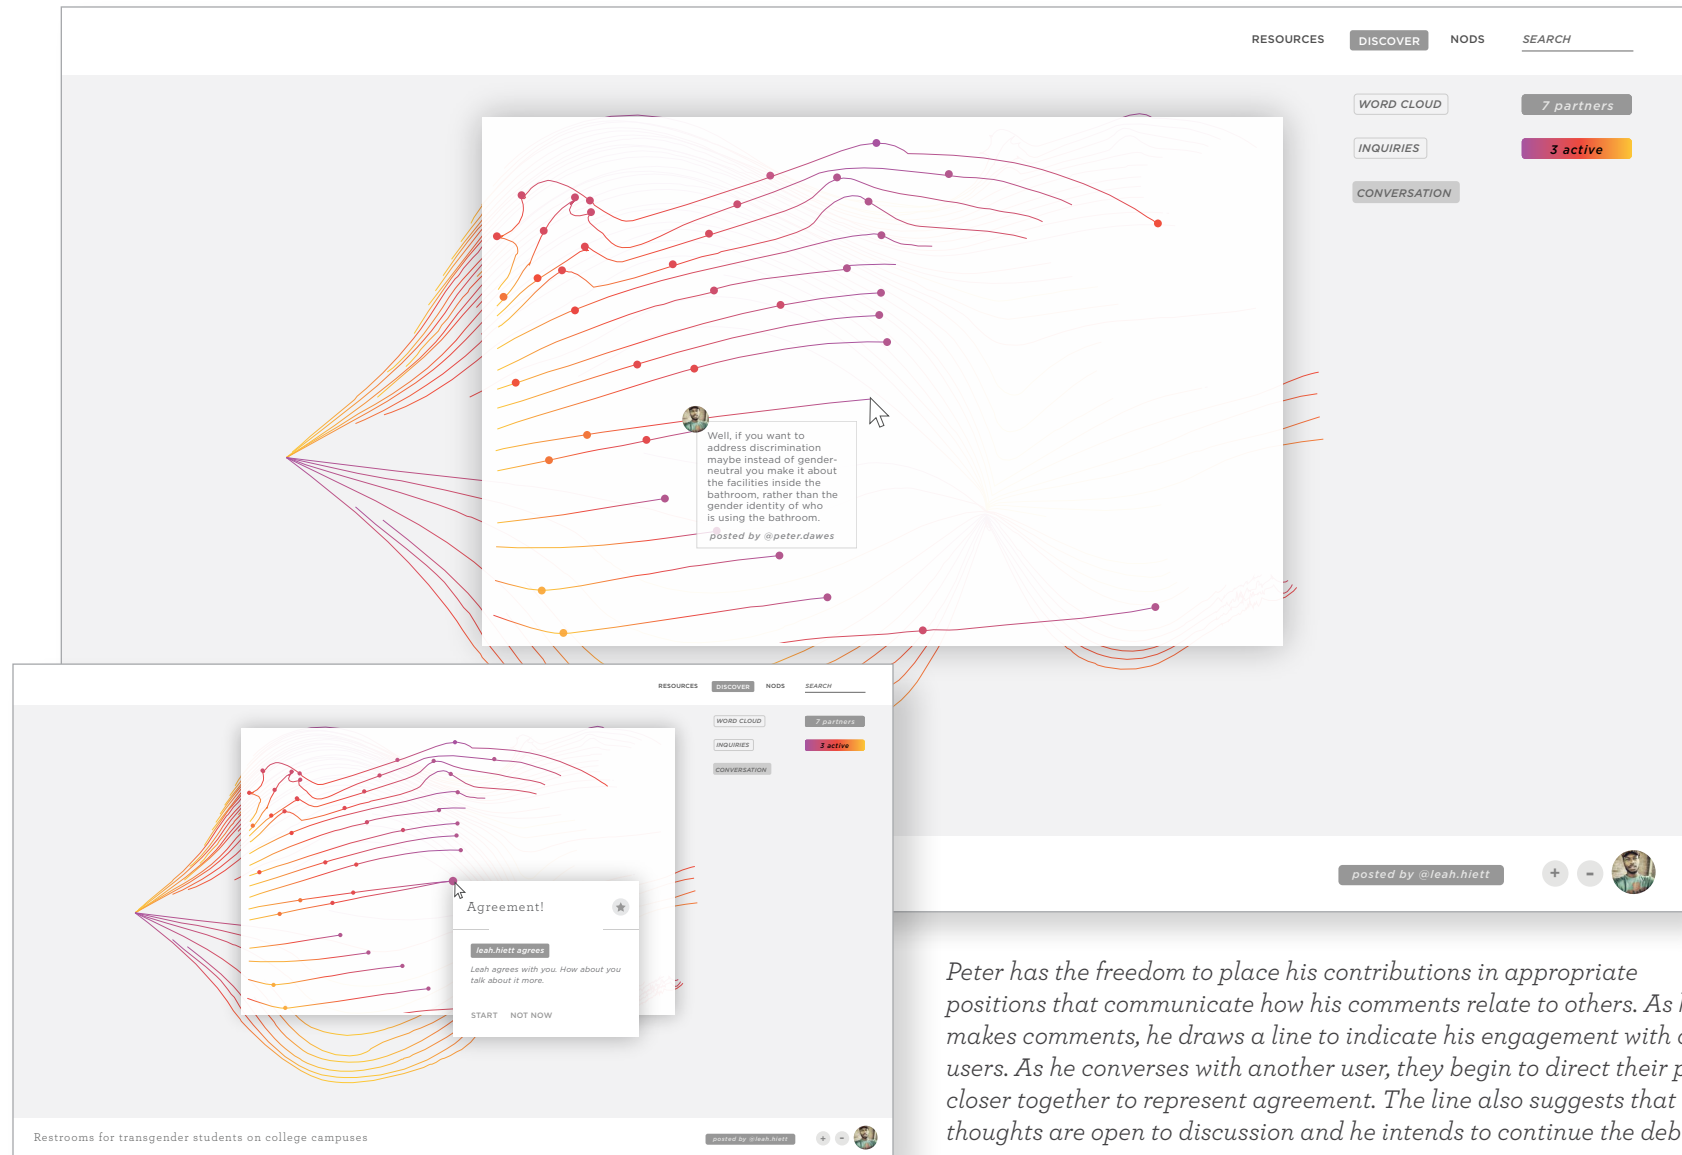 RESOURCES DISCOVER NODS SEARCH
WORD CLOUD 7 partners
INQUIRIES 3 active
CONVERSATION
Well, if you want to
address discrimination
maybe instead of gender-
neutral you make it about
the facilities inside the
bathroom, rather than the
gender identity of who
is using the bathroom.
posted by @peter.dawes
posted by @leah.hiett + -
RESOURCES DISCOVER NODS SEARCH
WORD CLOUD 7 partners
INQUIRIES 3 active
CONVERSATION
Agreement!
leah.hiett agrees
Leah agrees with you. How about you
talk about it more.
START NOT NOW
Restrooms for transgender students on college campuses
posted by @leah.hiett + -
Peter has the freedom to place his contributions in appropriate
positions that communicate how his comments relate to others. As
makes comments, he draws a line to indicate his engagement with
users. As he converses with another user, they begin to direct their
closer together to represent agreement. The line also suggests that
thoughts are open to discussion and he intends to continue the